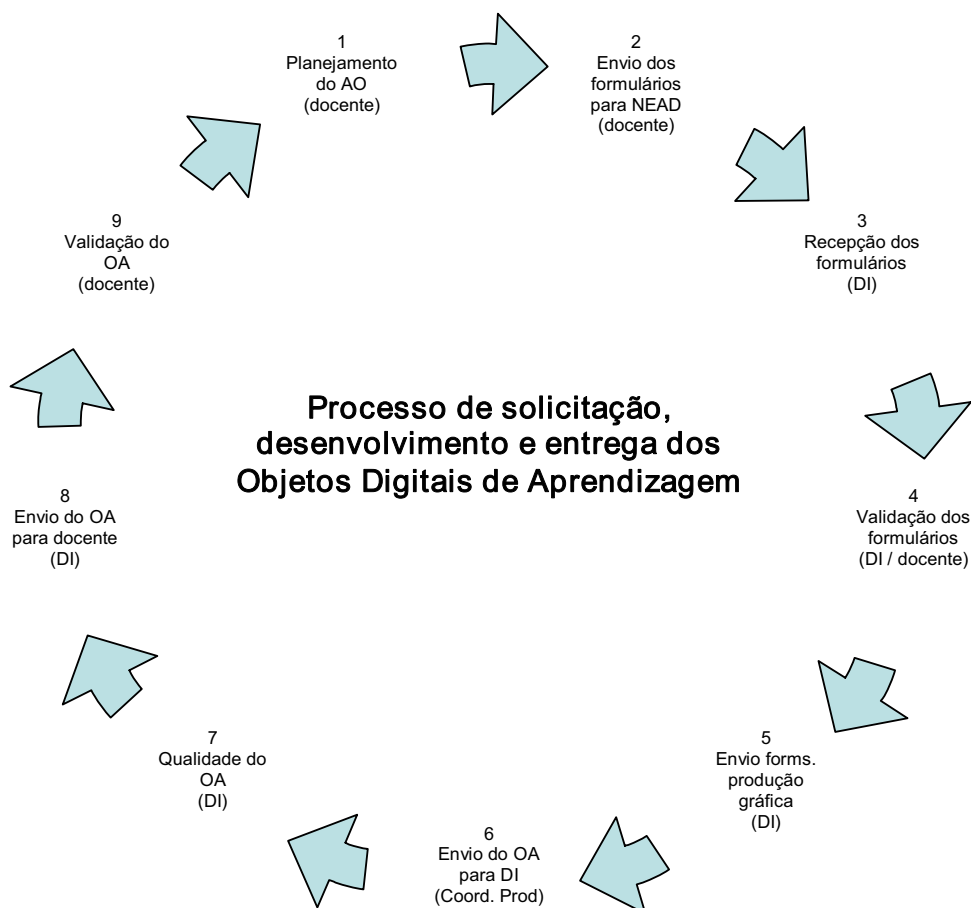 Processo de solicitação,
desenvolvimento e entrega dos
Objetos Digitais de Aprendizagem
1
Planejamento
do AO
(docente)
2
Envio dos
formulários
para NEAD
(docente)
3
Recepção dos
formulários
(DI)
4
Validação dos
formulários
(DI / docente)
5
Envio forms.
produção
gráfica
(DI)
6
Envio do OA
para DI
(Coord. Prod)
7
Qualidade do
OA
(DI)
8
Envio do OA
para docente
(DI)
9
Validação do
OA
(docente)